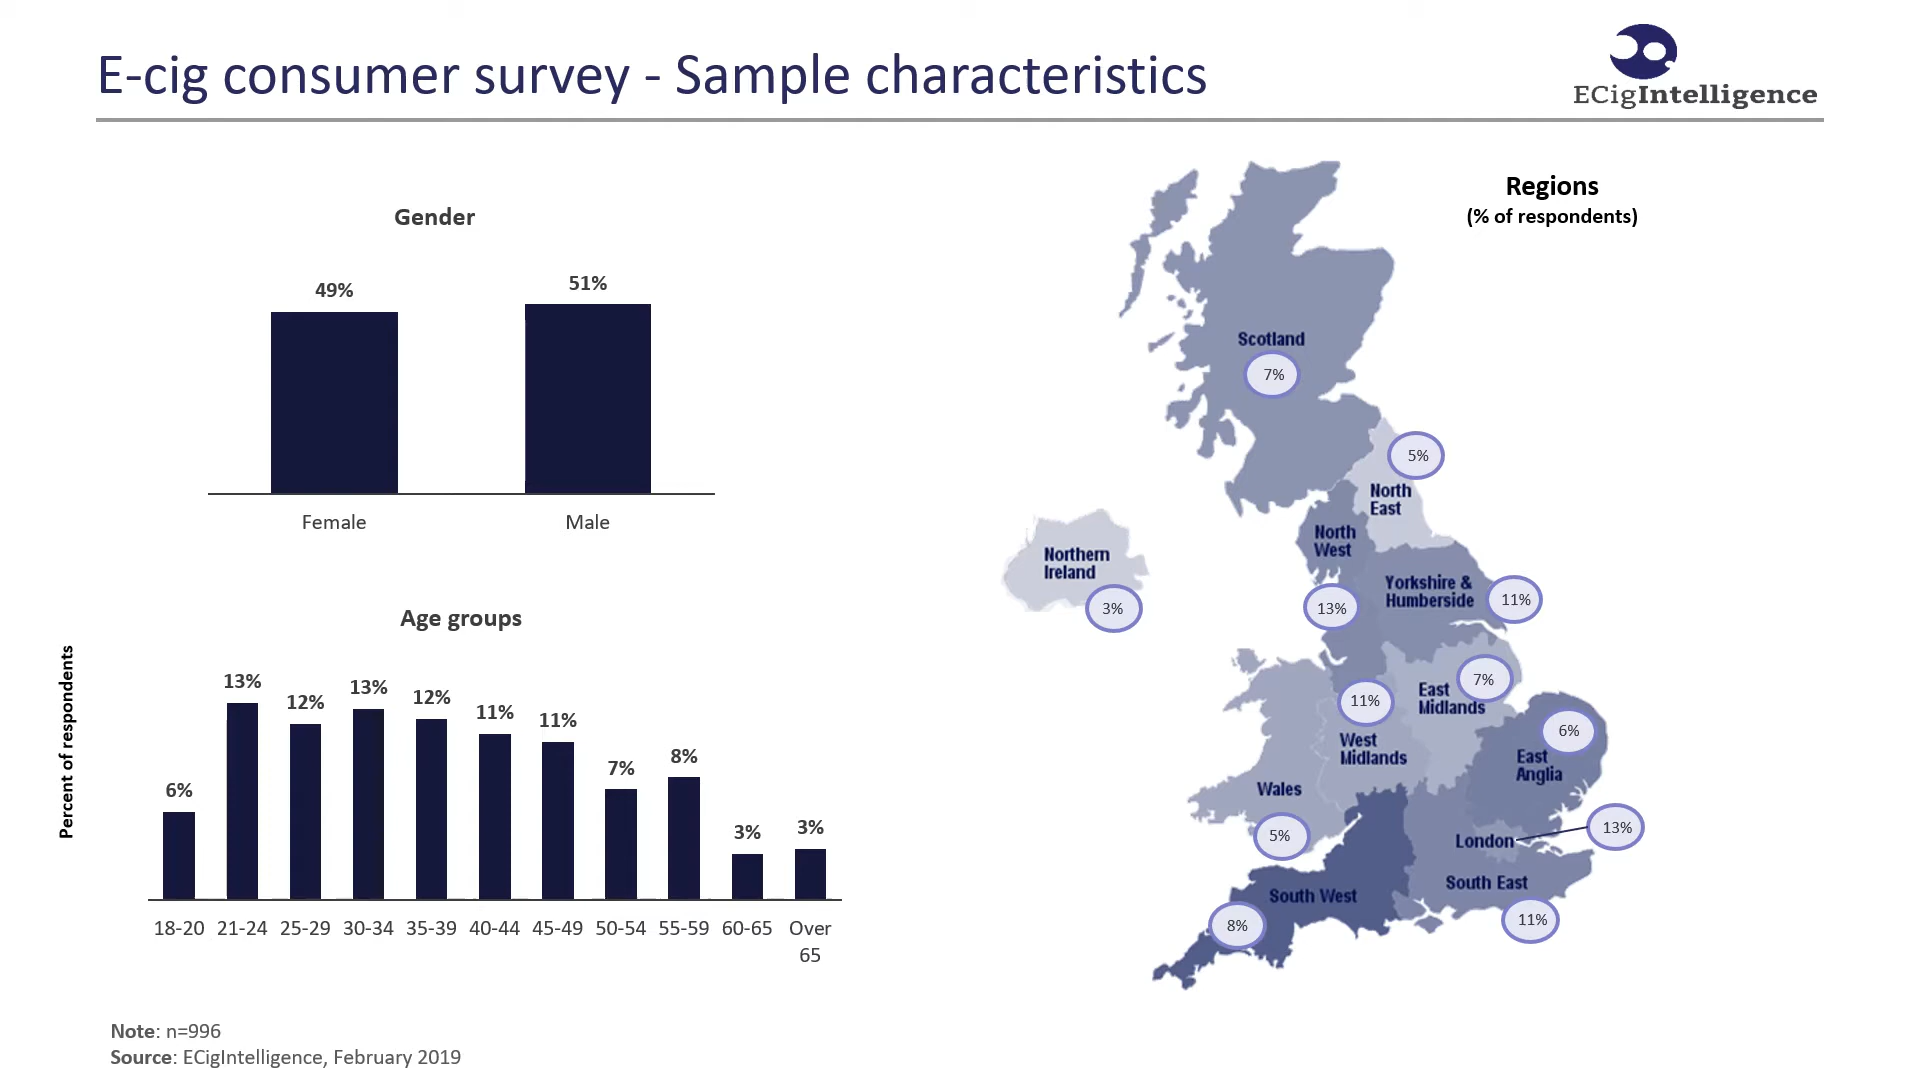 E-cig consumer survey - Sample characteristics
ECigIntelligence
Gender
49%
51%
Female
Male
Age groups
Percent of respondents
6%
13%
12%
13%
12%
11%
11%
7%
8%
3%
3%
18-20
21-24
25-29
30-34
35-39
40-44
45-49
50-54
55-59
60-65
Over
65
Regions
(% of respondents)
Scotland
7%
5%
North
East
North
West
13%
Northern
Ireland
3%
Yorkshire &
Humberside
11%
7%
East
Midlands
11%
West
Midlands
6%
East
Anglia
Wales
5%
London
13%
South East
11%
South West
8%
Note: n=996
Source: ECigIntelligence, February 2019